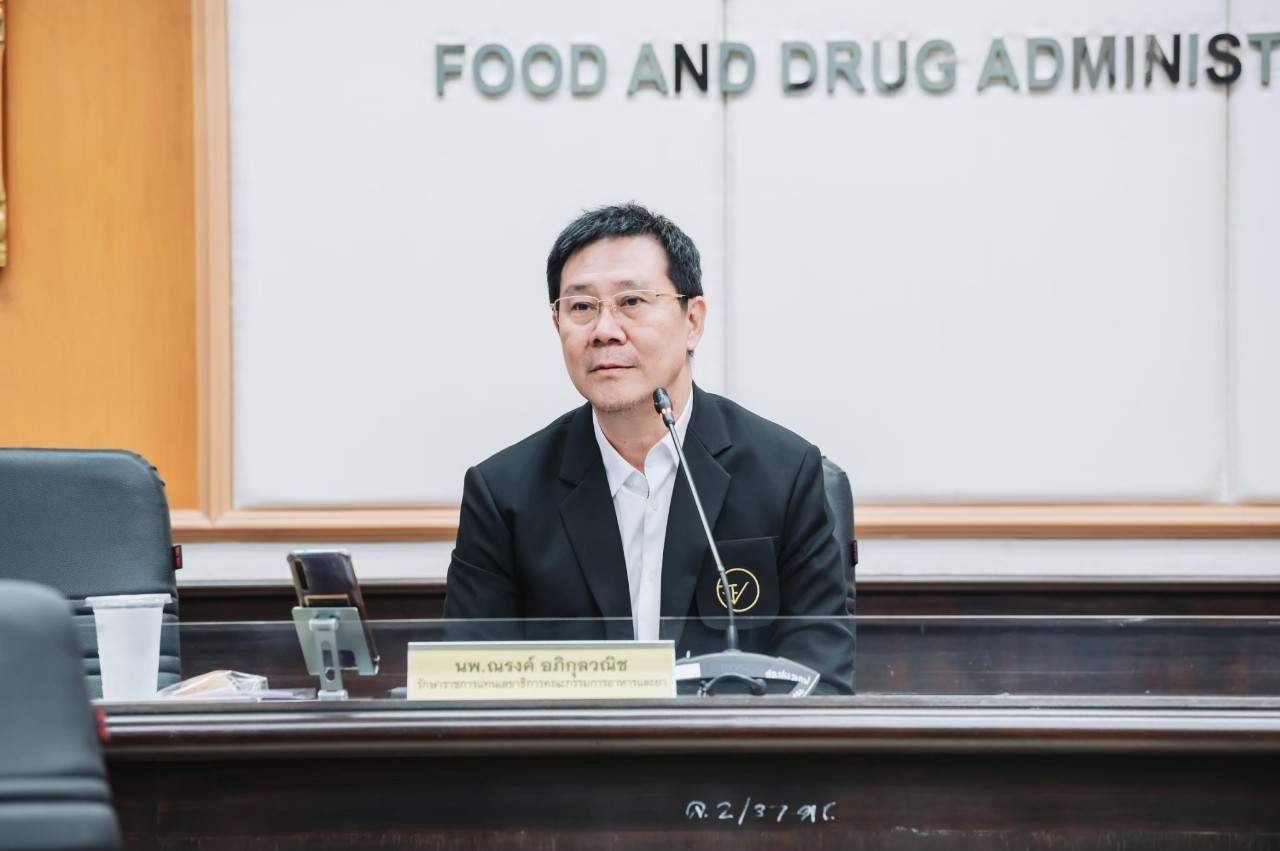 FOOD AND DRUG ADMINIST
นพ.ณรงค์ อภิกุลวณิช
รักษาราชการแทนเลขาธิการคณะกรรมการอาหารและยา